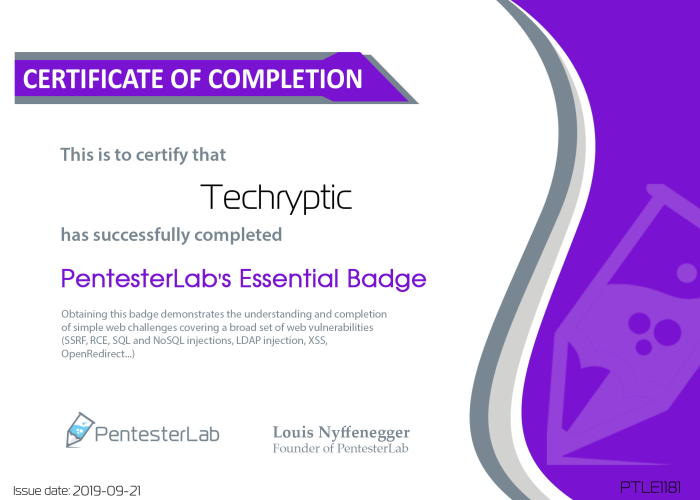 CERTIFICATE OF COMPLETION
This is to certify that
Techryptic
has successfully completed
PentesterLab's Essential Badge
Obtaining this badge demonstrates the understanding and completion
of simple web challenges covering a broad set of web vulnerabilities
(SSRF, RCE, SQL and NoSQL injections, LDAP injection, XSS,
OpenRedirect...)
PentesterLab
Louis Nyffenegger
Founder of PentesterLab
Issue date: 2019-09-21
PTLE1181